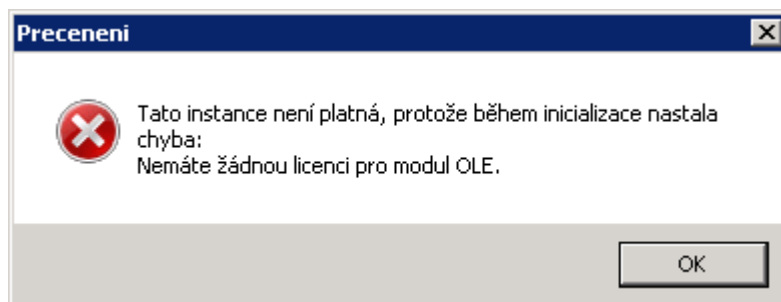 Preceneni
Tato instance není platná, protože během inicializace nastala
chyba:
Nemáte žádnou licenci pro modul OLE.
OK